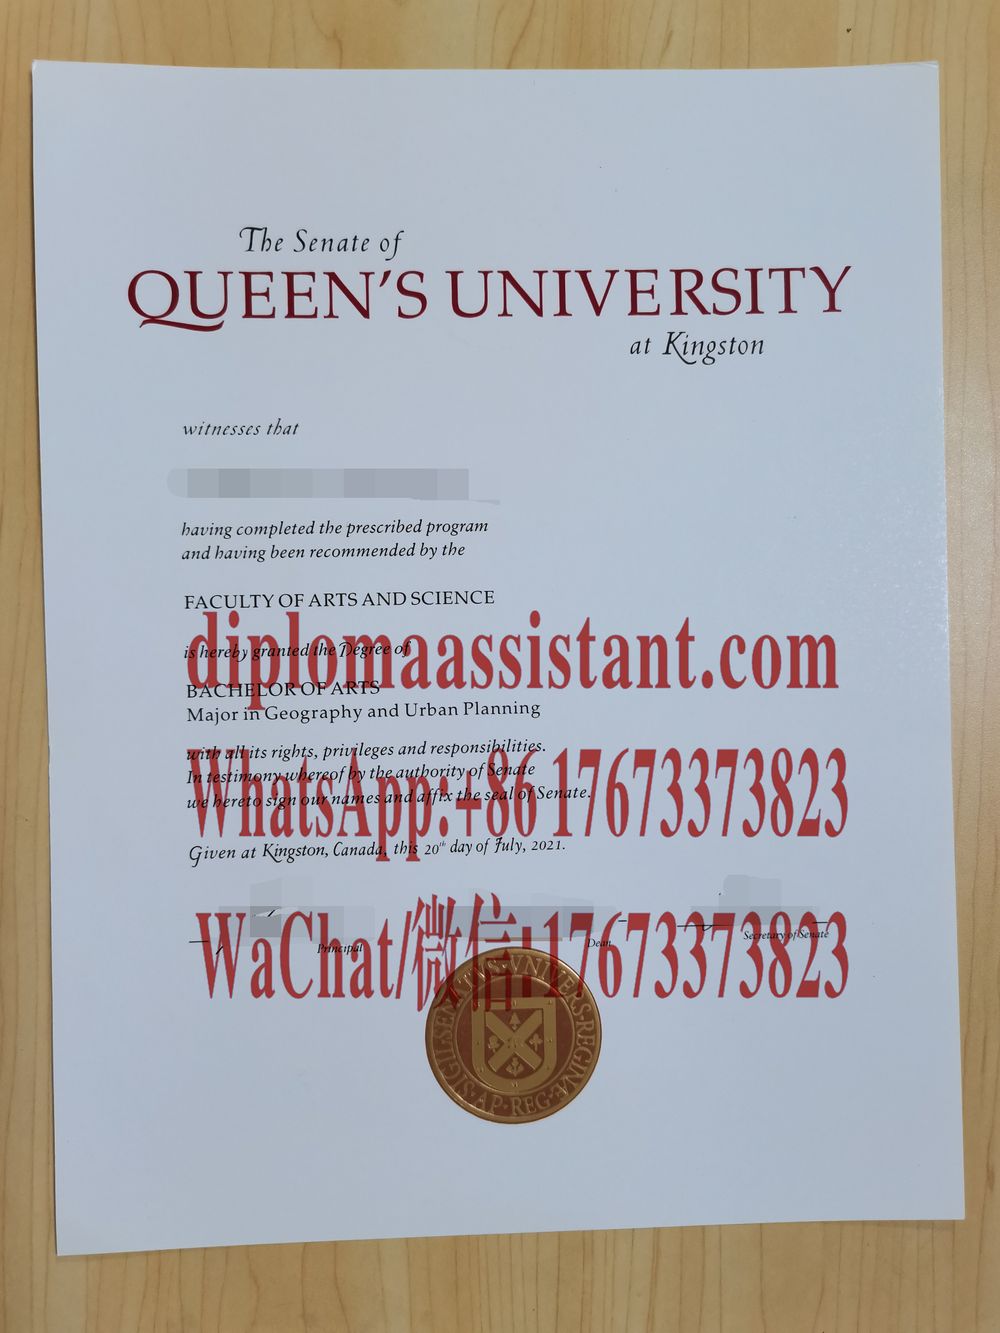 The Senate of
QUEEN'S UNIVERSITY
at Kingston
witnesses that
having completed the prescribed program
and having been recommended by the
FACULTY OF ARTS AND SCIENCE
diplomaassistant.com
is hereby granted the Degree of
BACHELOR OF ARTS
Major in Geography and Urban Planning
with all its rights, privileges and responsibilities.
In testimony whereof by the authority of Senate
we hereto sign our names and affix the seal of Senate.
WhatsApp:+86 17673373823
Given at Kingston, Canada, this 20th day of July, 2021.
WaChat/微信:17673373823
Principal
Dean
Secretary of Senate